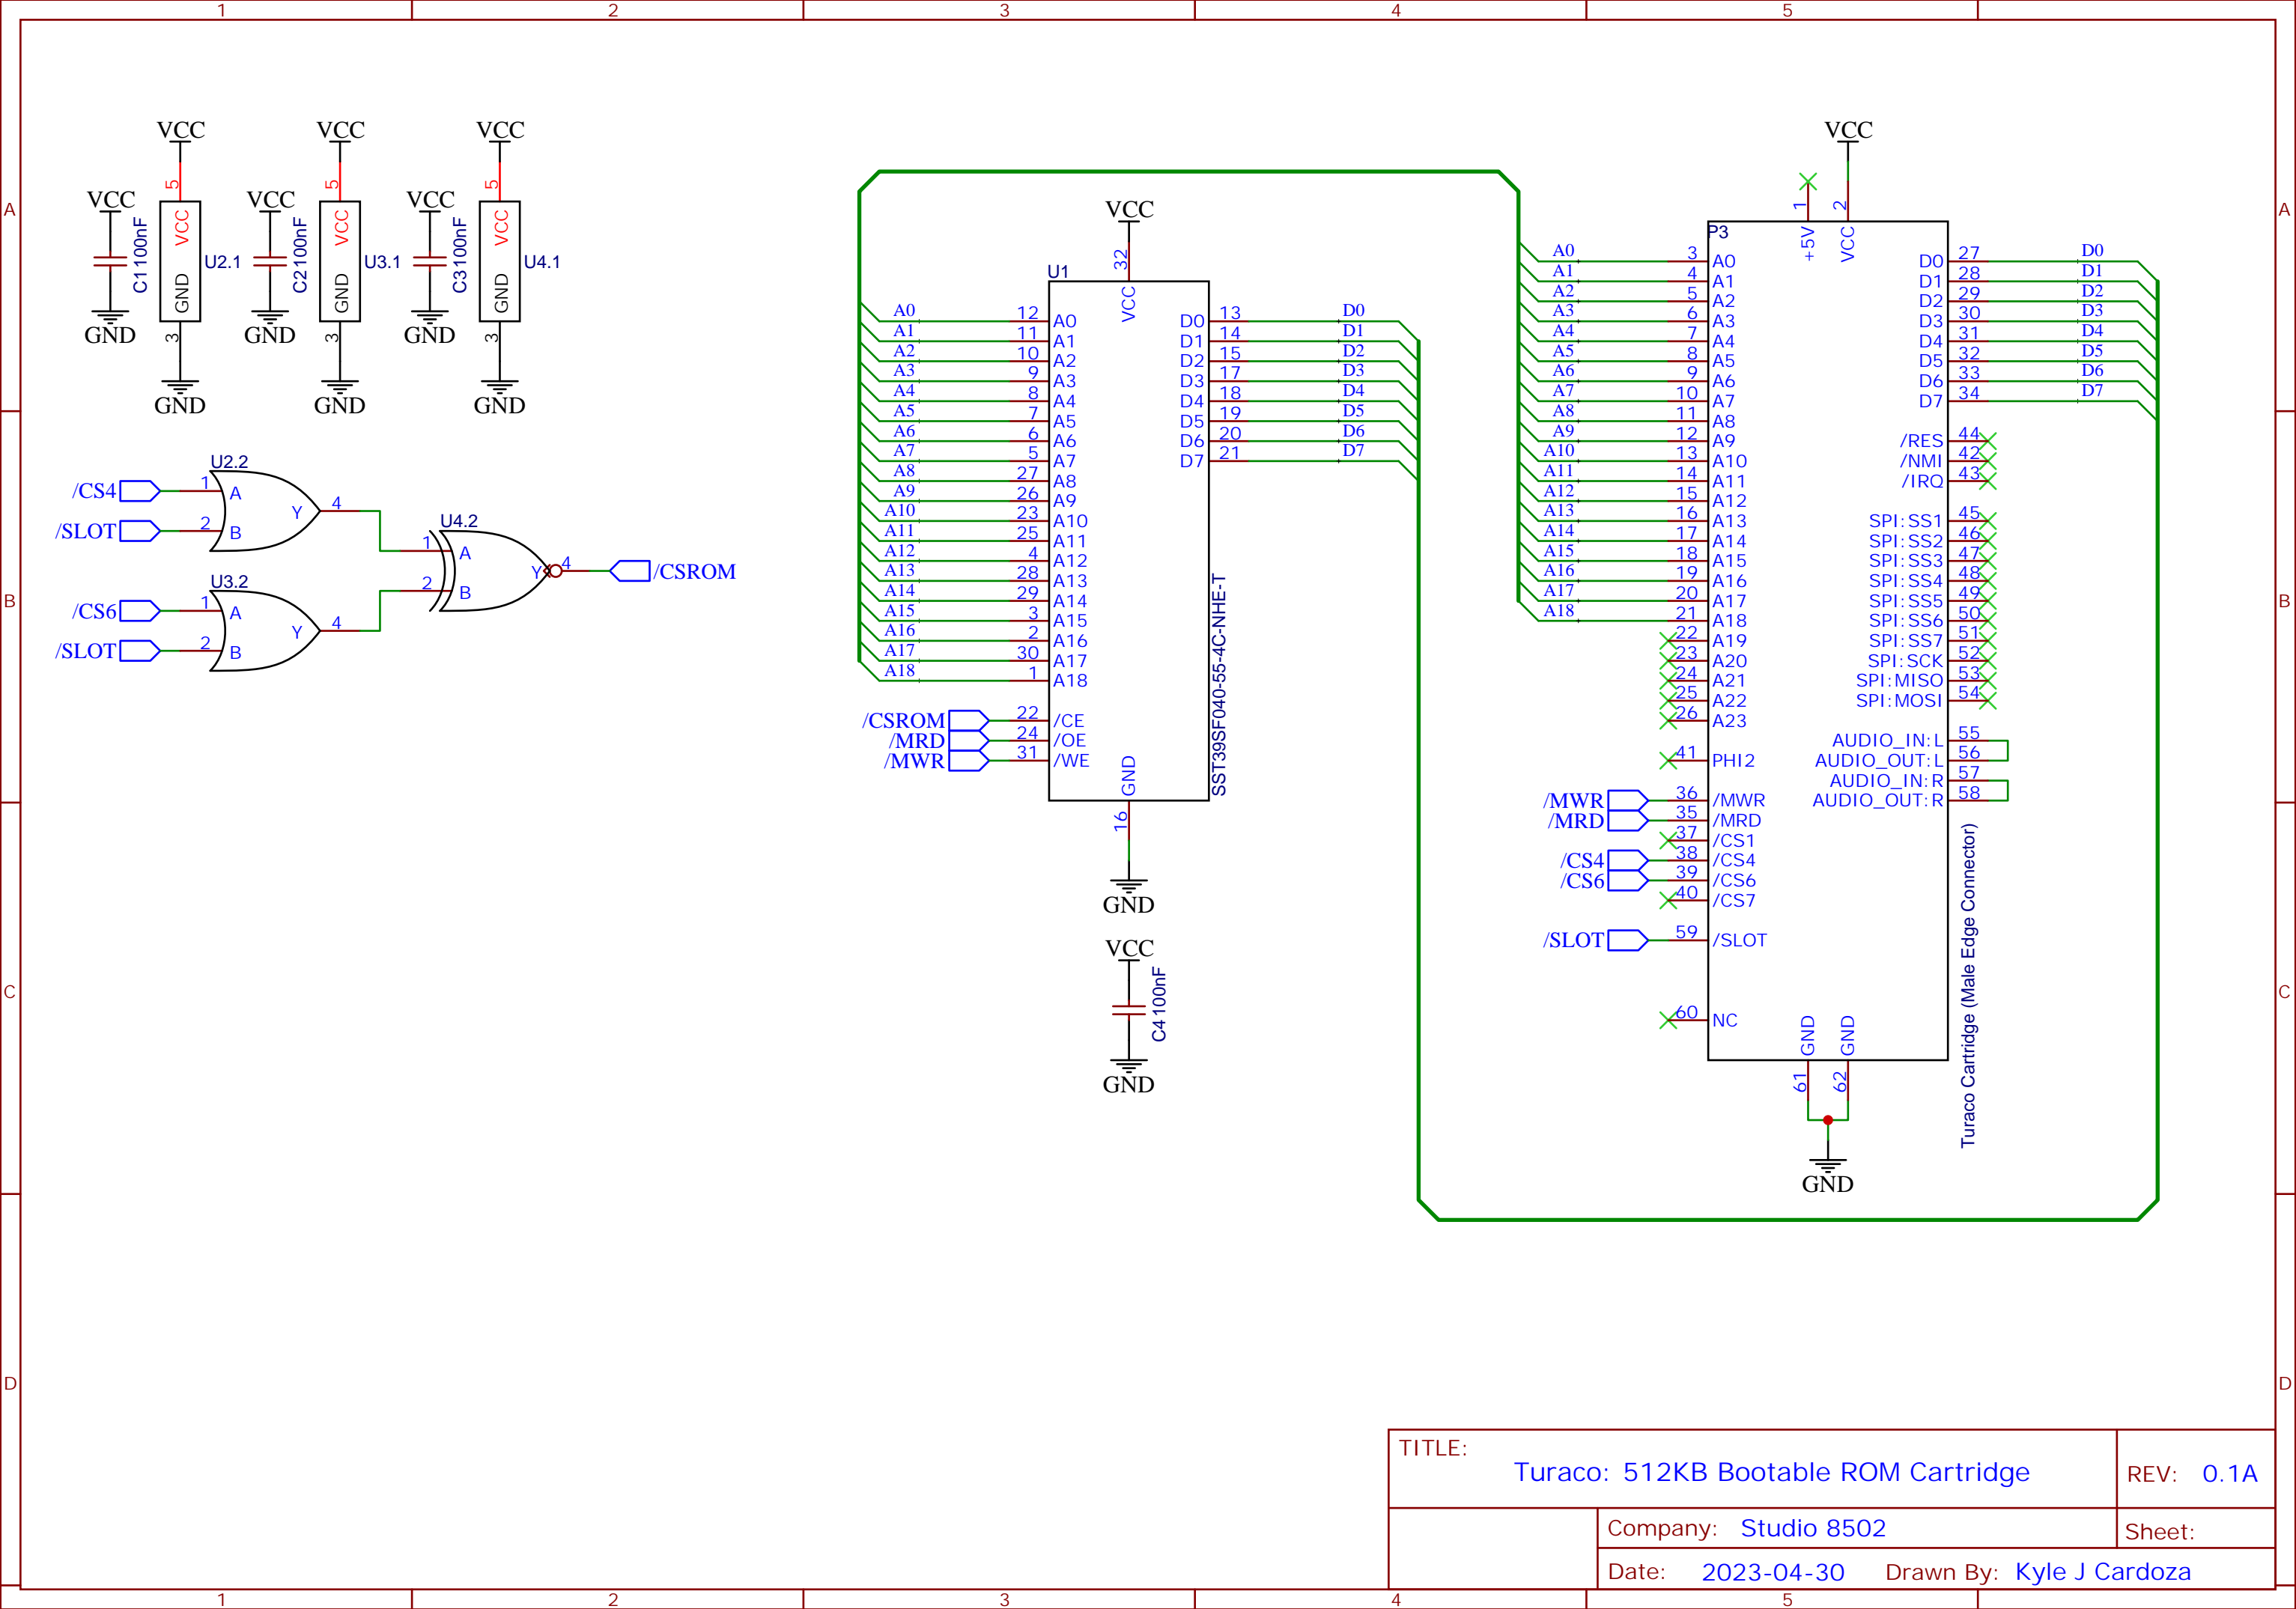 1 2 3 4 5
A
B
C
D
A
B
C
D
1 2 3 4 5
VCC
VCC
5
VCC
GND
3
GND
C1 100nF
GND
U2.1
VCC
VCC
5
VCC
GND
3
GND
C2 100nF
GND
U3.1
VCC
VCC
5
VCC
GND
3
GND
C3 100nF
GND
U4.1
U2.2
/CS4 1 A
/SLOT 2 B
Y 4
U3.2
/CS6 1 A
/SLOT 2 B
Y 4
U4.2
1 A
2 B
Y 4 /CSROM
VCC
32
U1
VCC
A0 12 A0
A1 11 A1
A2 10 A2
A3 9 A3
A4 8 A4
A5 7 A5
A6 6 A6
A7 5 A7
A8 27 A8
A9 26 A9
A10 23 A10
A11 25 A11
A12 4 A12
A13 28 A13
A14 29 A14
A15 3 A15
A16 2 A16
A17 30 A17
A18 1 A18
/CSROM 22 /CE
/MRD 24 /OE
/MWR 31 /WE
D0 13 D0
D1 14 D1
D2 15 D2
D3 17 D3
D4 18 D4
D5 19 D5
D6 20 D6
D7 21 D7
SST39SF040-55-4C-NHE-T
GND
16
GND
VCC
C4 100nF
GND
VCC
1 2
P3
+5V VCC
A0 3 A0
A1 4 A1
A2 5 A2
A3 6 A3
A4 7 A4
A5 8 A5
A6 9 A6
A7 10 A7
A8 11 A8
A9 12 A9
A10 13 A10
A11 14 A11
A12 15 A12
A13 16 A13
A14 17 A14
A15 18 A15
A16 19 A16
A17 20 A17
A18 21 A18
22 A19
23 A20
24 A21
25 A22
26 A23
41 PHI2
/MWR 36 /MWR
/MRD 35 /MRD
37 /CS1
/CS4 38 /CS4
/CS6 39 /CS6
40 /CS7
/SLOT 59 /SLOT
60 NC
D0 27 D0
D1 28 D1
D2 29 D2
D3 30 D3
D4 31 D4
D5 32 D5
D6 33 D6
D7 34 D7
/RES 44
/NMI 42
/IRQ 43
SPI:SS1 45
SPI:SS2 46
SPI:SS3 47
SPI:SS4 48
SPI:SS5 49
SPI:SS6 50
SPI:SS7 51
SPI:SCK 52
SPI:MISO 53
SPI:MOSI 54
AUDIO_IN:L 55
AUDIO_OUT:L 56
AUDIO_IN:R 57
AUDIO_OUT:R 58
Turaco Cartridge (Male Edge Connector)
GND GND
61 62
GND
TITLE:
Turaco: 512KB Bootable ROM Cartridge
REV: 0.1A
Company: Studio 8502
Sheet:
Date: 2023-04-30 Drawn By: Kyle J Cardoza